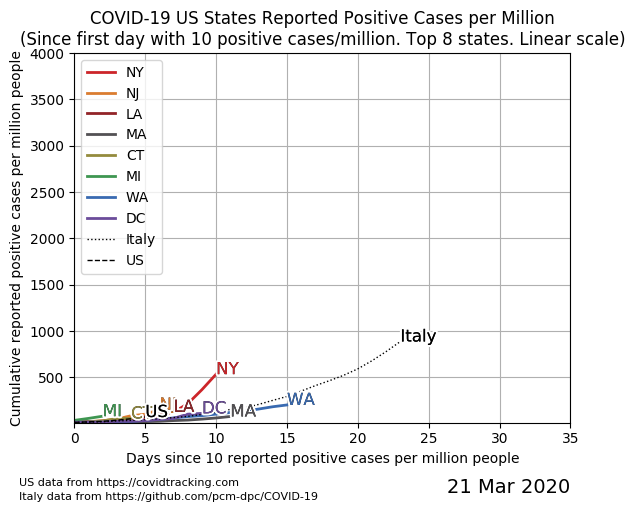 COVID-19 US States Reported Positive Cases per Million
(Since first day with 10 positive cases/million. Top 8 states. Linear scale)
Cumulative reported positive cases per million people
4000
3500
3000
2500
2000
1500
1000
500
NY
NJ
LA
MA
CT
MI
WA
DC
Italy
US
Italy
NY
WA
MI
US
LA
DC
MA
0 5 10 15 20 25 30 35
Days since 10 reported positive cases per million people
US data from https://covidtracking.com
Italy data from https://github.com/pcm-dpc/COVID-19
21 Mar 2020